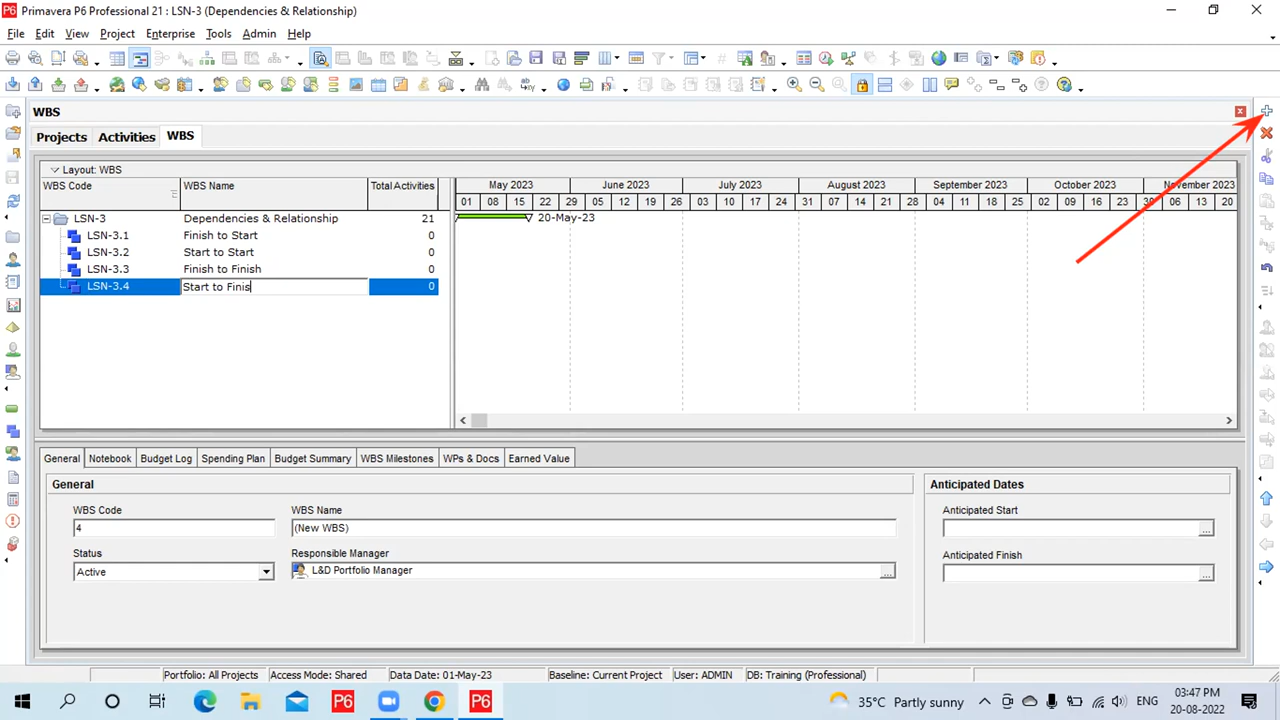 P6 Primavera P6 Professional 21 : LSN-3 (Dependencies & Relationship)
File Edit View Project Enterprise Tools Admin Help
WBS
Projects Activities WBS
Layout: WBS
WBS Code WBS Name Total Activities May 2023 June 2023 July 2023 August 2023 September 2023 October 2023 November 2023
01 08 15 22 29 05 12 19 26 03 10 17 24 31 07 14 21 28 04 11 18 25 02 09 16 23 30 06 13 20
LSN-3 Dependencies & Relationship 21 20-May-23
LSN-3.1 Finish to Start 0
LSN-3.2 Start to Start 0
LSN-3.3 Finish to Finish 0
LSN-3.4 Start to Finis 0
General Notebook Budget Log Spending Plan Budget Summary WBS Milestones WPs & Docs Earned Value
General Anticipated Dates
WBS Code WBS Name Anticipated Start
4 (New WBS)
Status Responsible Manager Anticipated Finish
Active L&D Portfolio Manager
Portfolio: All Projects Access Mode: Shared Data Date: 01-May-23 Baseline: Current Project User: ADMIN DB: Training (Professional)
P6 P6 35°C Partly sunny ENG 03:47 PM
20-08-2022